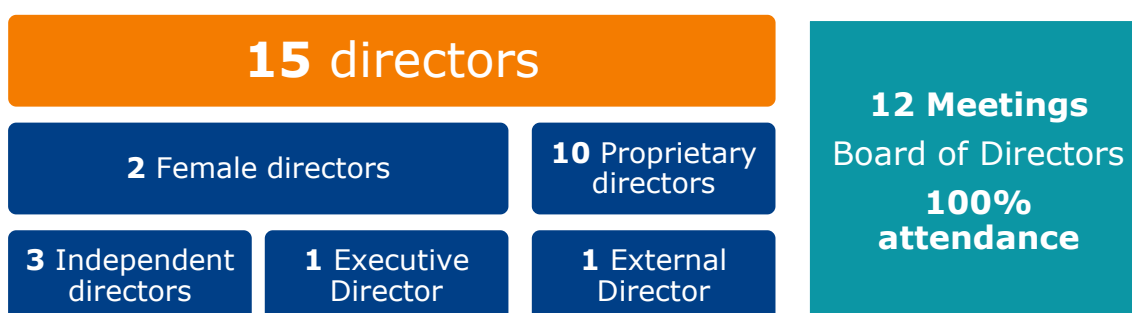 15 directors
2 Female directors
10 Proprietary
directors
3 Independent
directors
1 Executive
Director
1 External
Director
12 Meetings
Board of Directors
100%
attendance